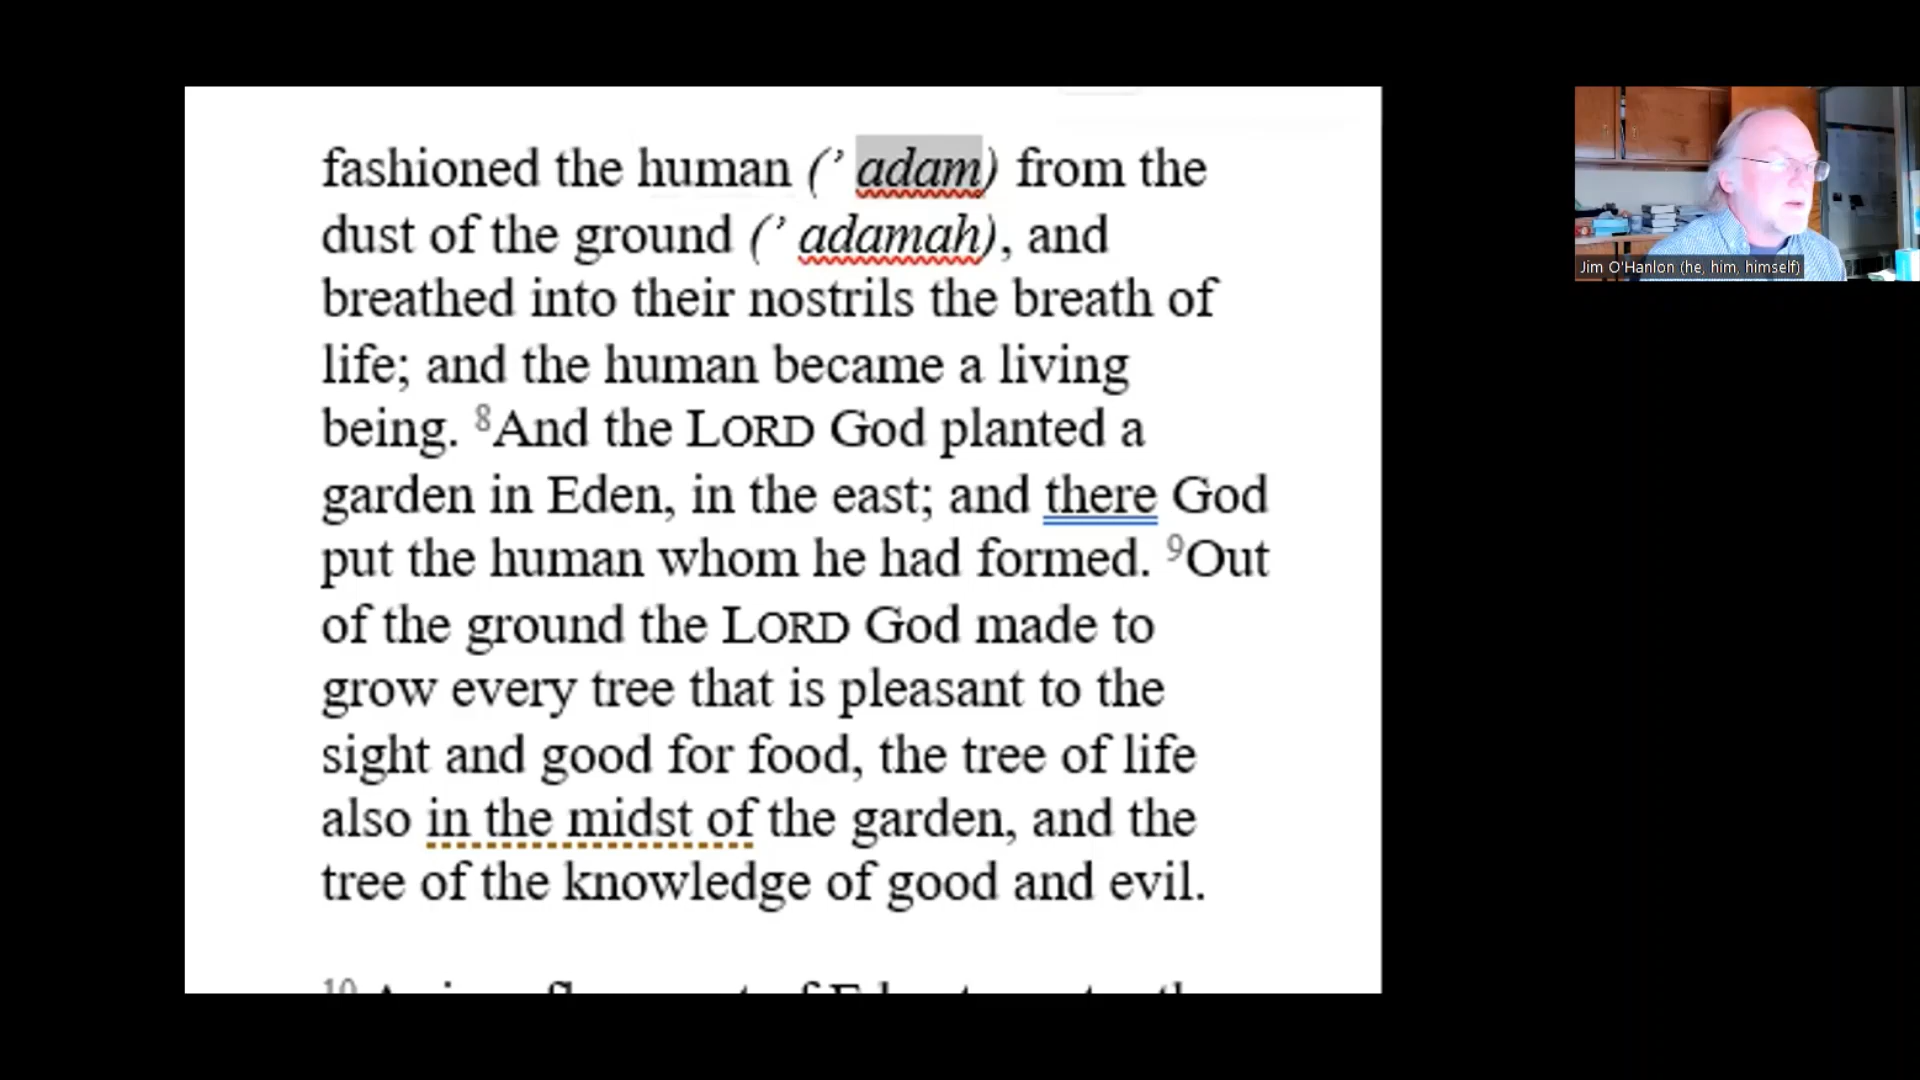 fashioned the human (’ adam) from the
dust of the ground (’ adamah), and
breathed into their nostrils the breath of
life; and the human became a living
being. ⁸And the LORD God planted a
garden in Eden, in the east; and there God
put the human whom he had formed. ⁹Out
of the ground the LORD God made to
grow every tree that is pleasant to the
sight and good for food, the tree of life
also in the midst of the garden, and the
tree of the knowledge of good and evil.
10
Jim O'Hanlon (he, him, himself)